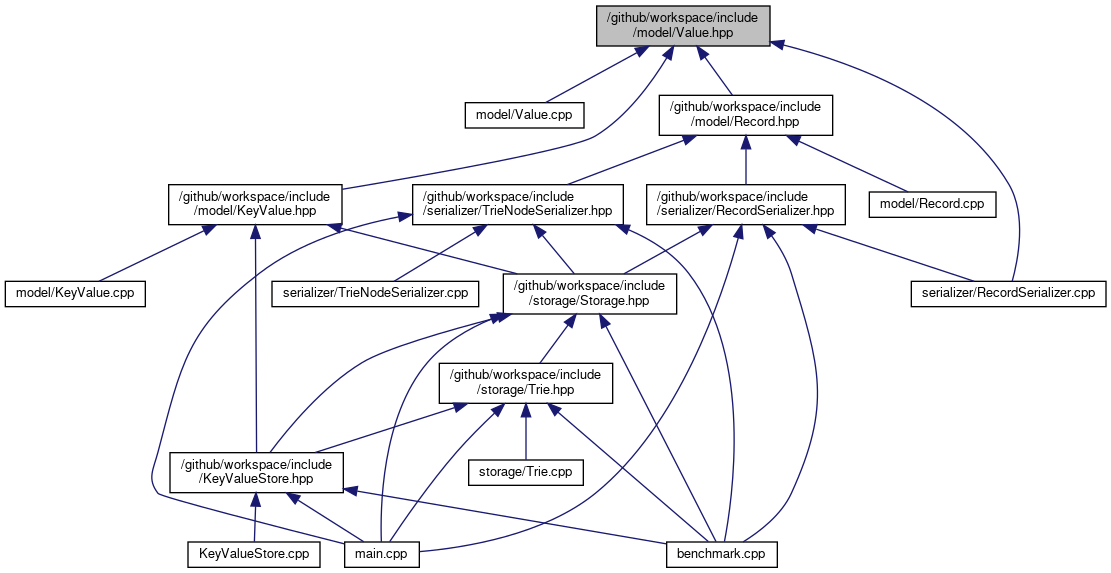 /github/workspace/include
/model/Value.hpp
model/Value.cpp
/github/workspace/include
/model/Record.hpp
/github/workspace/include
/model/KeyValue.hpp
/github/workspace/include
/serializer/TrieNodeSerializer.hpp
/github/workspace/include
/serializer/RecordSerializer.hpp
model/Record.cpp
model/KeyValue.cpp
serializer/TrieNodeSerializer.cpp
/github/workspace/include
/storage/Storage.hpp
serializer/RecordSerializer.cpp
/github/workspace/include
/storage/Trie.hpp
/github/workspace/include
/KeyValueStore.hpp
storage/Trie.cpp
KeyValueStore.cpp
main.cpp
benchmark.cpp